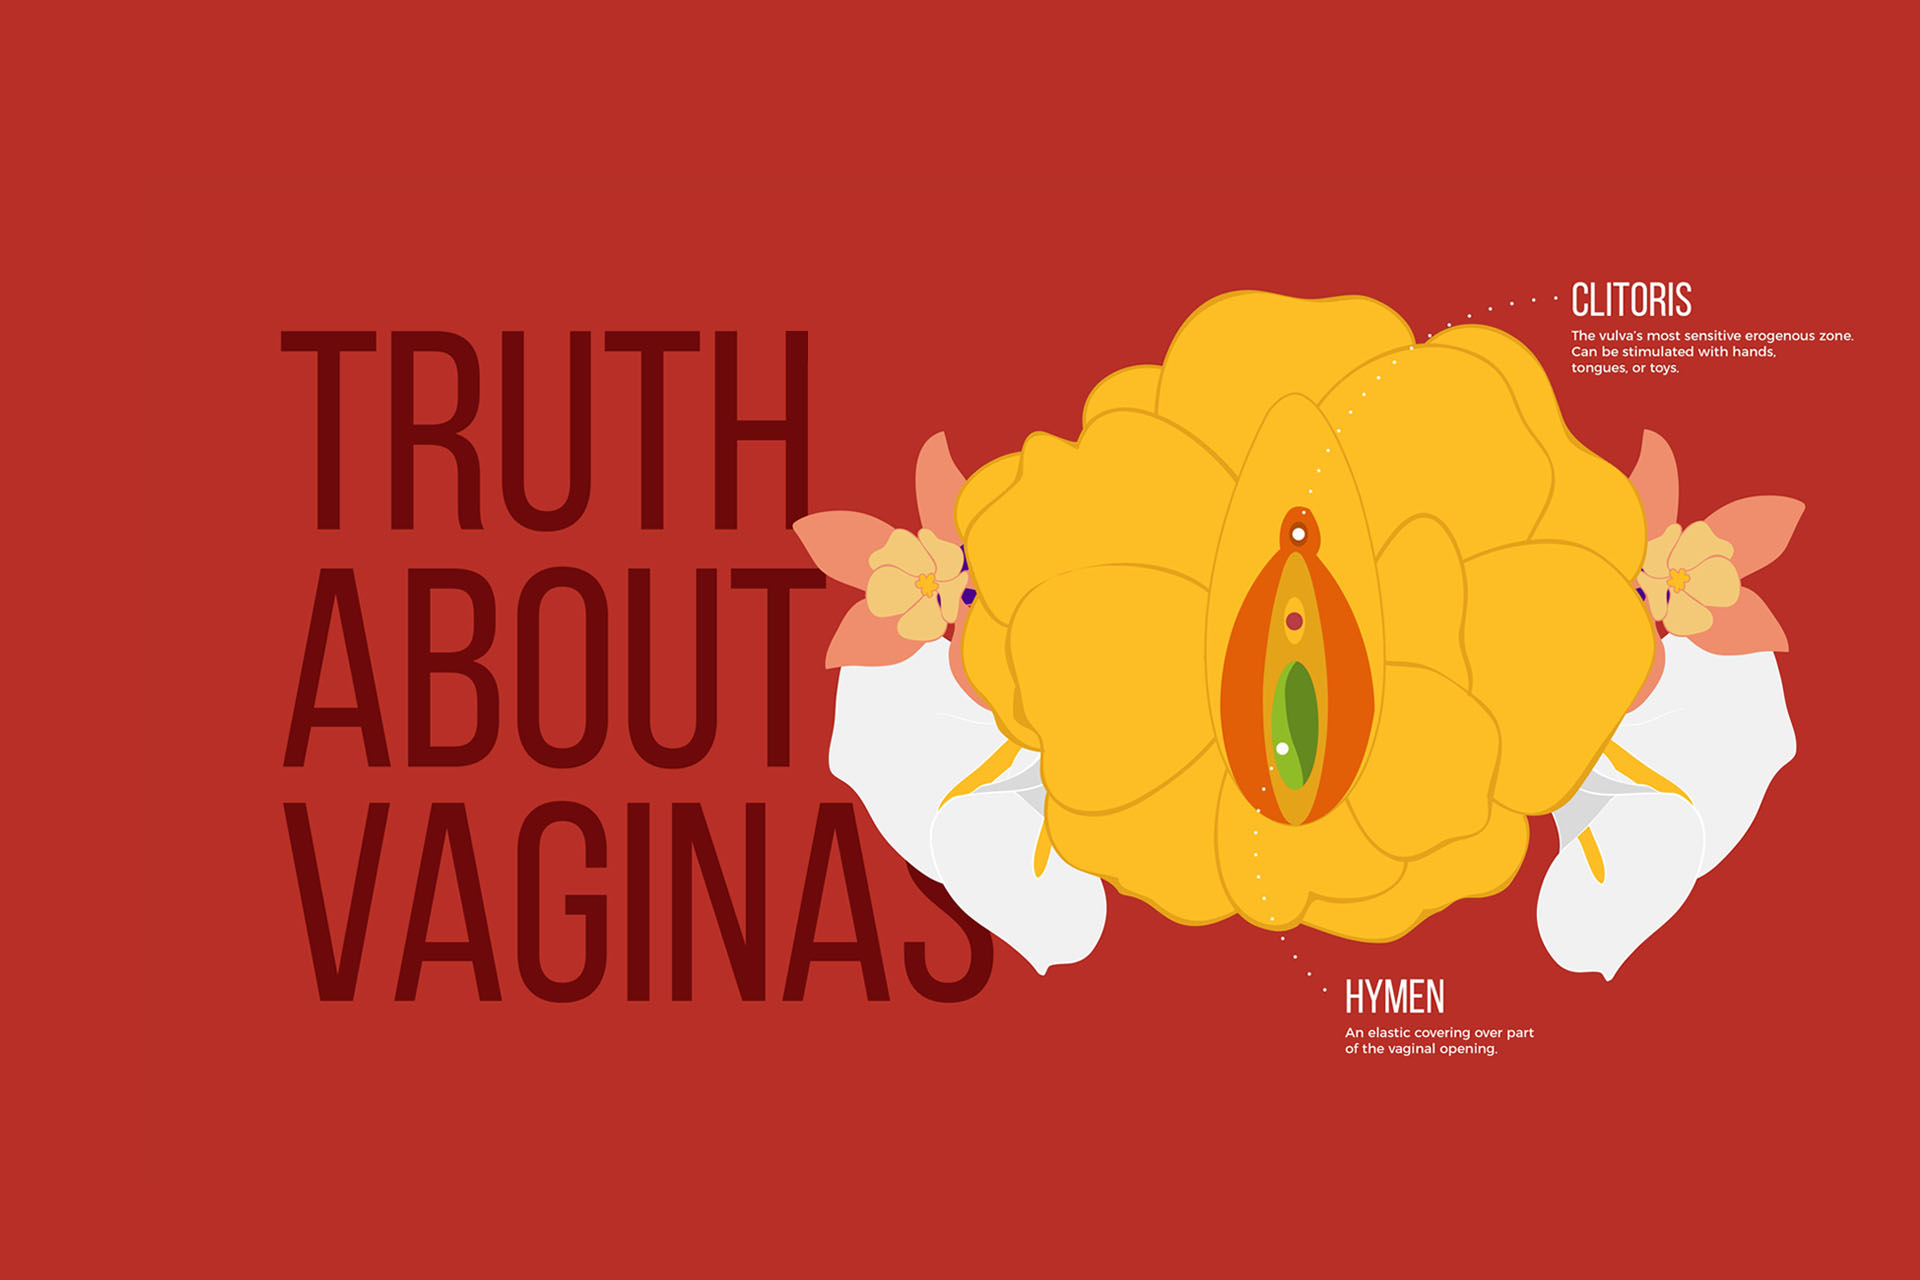 TRUTH
ABOUT
VAGINAS
CLITORIS
The vulva's most sensitive erogenous zone.
Can be stimulated with hands,
tongues, or toys.
HYMEN
An elastic covering over part
of the vaginal opening.